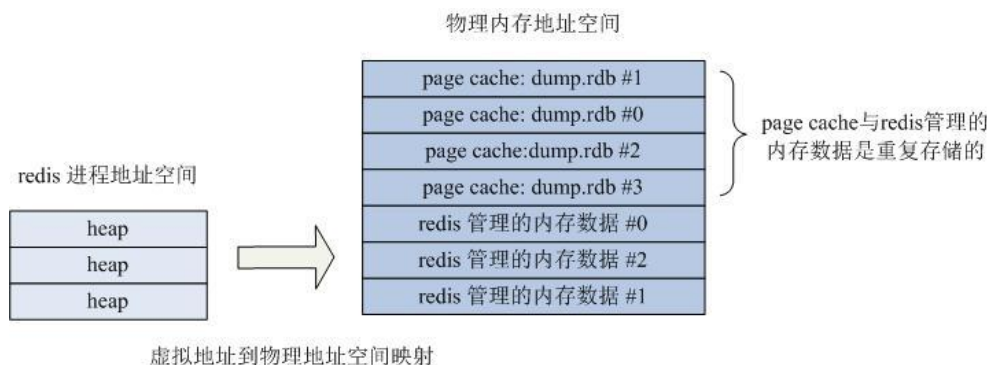 物理内存地址空间
page cache: dump.rdb #1
page cache: dump.rdb #0
page cache:dump.rdb #2
page cache: dump.rdb #3
redis 管理的内存数据 #0
redis 管理的内存数据 #2
redis 管理的内存数据 #1
page cache与redis管理的
内存数据是重复存储的
redis 进程地址空间
heap
heap
heap
虚拟地址到物理地址空间映射